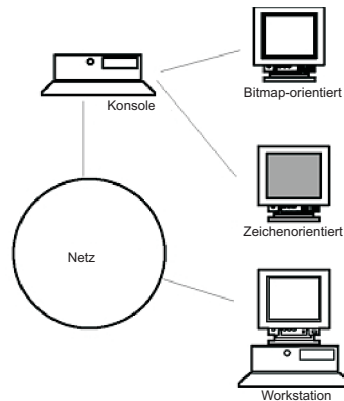 Bitmap-orientiert
Konsole
Zeichenorientiert
Netz
Workstation